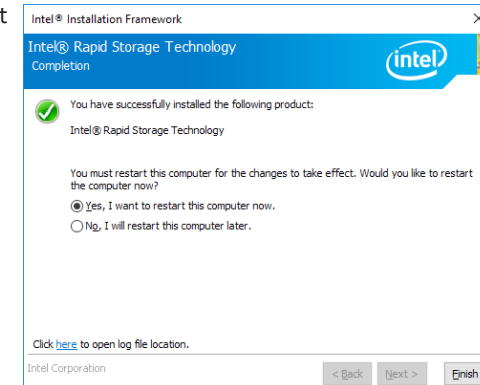 t
Intel® Installation Framework
Intel® Rapid Storage Technology
Completion
intel
You have successfully installed the following product:
Intel® Rapid Storage Technology
You must restart this computer for the changes to take effect. Would you like to restart
the computer now?
Yes, I want to restart this computer now.
No, I will restart this computer later.
Click here to open log file location.
Intel Corporation
< Back Next > Finish